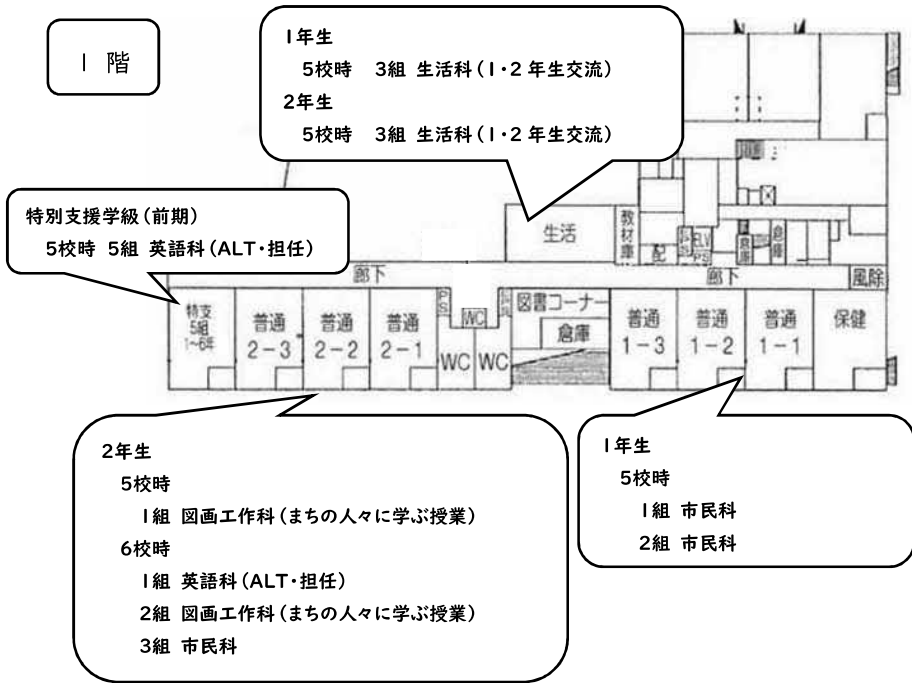 1 階
1年生
5校時 3組 生活科(1・2年生交流)
2年生
5校時 3組 生活科(1・2年生交流)
特別支援学級(前期)
5校時 5組 英語科(ALT・担任)
生活
教材庫
配
ELV
PS
倉庫
倉庫
廊下
廊下
風除
特支
5組
1~6年
普通
2-3
普通
2-2
普通
2-1
PS
WC
WC
WC
図書コーナー
倉庫
普通
1-3
普通
1-2
普通
1-1
保健
2年生
5校時
1組 図画工作科(まちの人々に学ぶ授業)
6校時
1組 英語科(ALT・担任)
2組 図画工作科(まちの人々に学ぶ授業)
3組 市民科
1年生
5校時
1組 市民科
2組 市民科